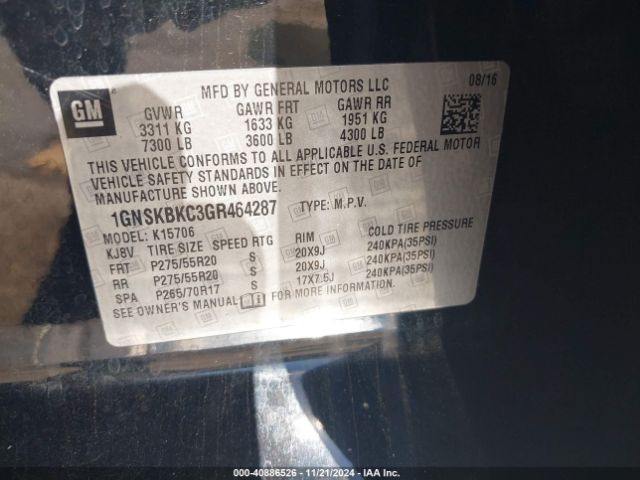 GM
MFD BY GENERAL MOTORS LLC 08/16
GVWR GAWR FRT GAWR RR
3311 KG 1633 KG 1951 KG
7300 LB 3600 LB 4300 LB
THIS VEHICLE CONFORMS TO ALL APPLICABLE U.S. FEDERAL MOTOR
VEHICLE SAFETY STANDARDS IN EFFECT ON THE DATE OF
MANUFACTURE SHOWN ABOVE.
1GNSKBKC3GR464287 TYPE: M.P.V.
MODEL: K15706
KJ8V TIRE SIZE SPEED RTG RIM COLD TIRE PRESSURE
FRT P275/55R20 S 20X9J 240KPA(35PSI)
RR P275/55R20 S 20X9J 240KPA(35PSI)
SPA P265/70R17 S 17X7.5J 240KPA(35PSI)
SEE OWNER'S MANUAL FOR MORE INFORMATION.
© - 40886526 - 11/21/2024 - IAA Inc.